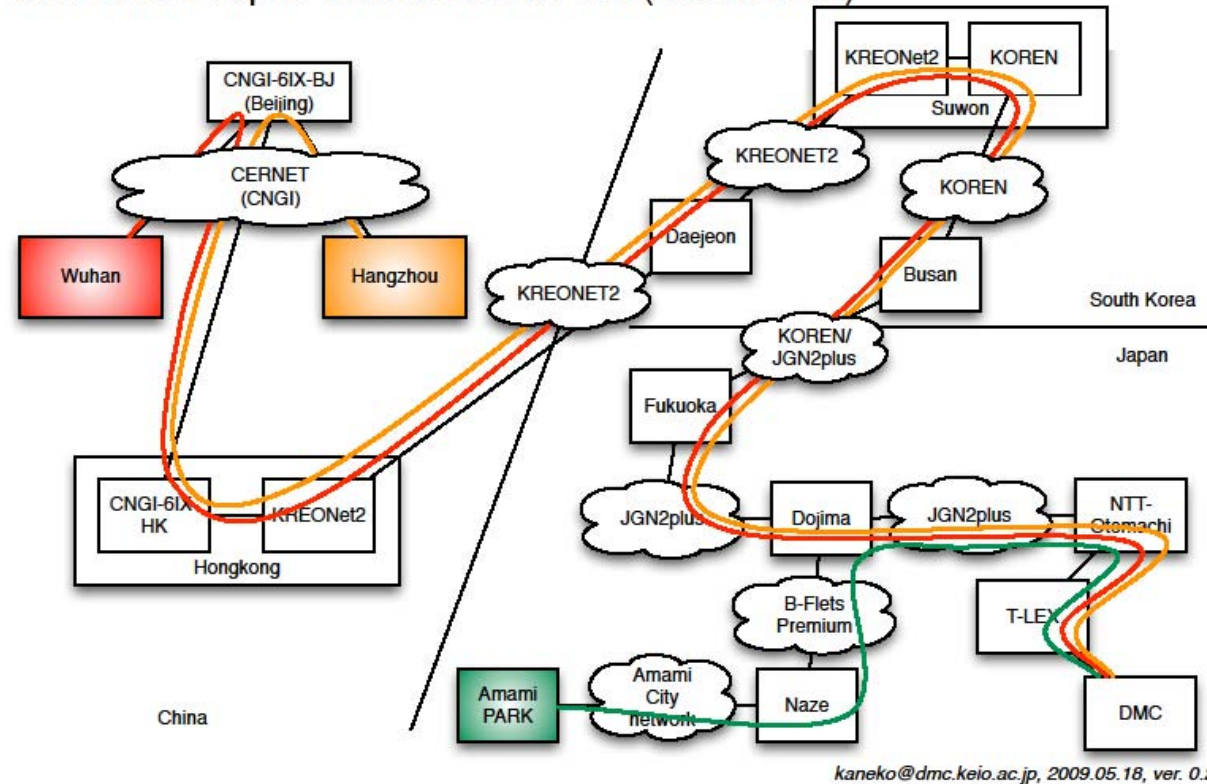 CNGI-6IX-BJ
(Beijing)
CERNET
(CNGI)
Wuhan
Hangzhou
CNGI-6IX
HK
KREONet2
Hongkong
China
KREONET2
KREONET2
Daejeon
KREONet2
KOREN
Suwon
KOREN
Busan
South Korea
KOREN/
JGN2plus
Japan
Fukuoka
JGN2plus
Dojima
JGN2plus
NTT-
Otemachi
B-Flets
Premium
T-LEX
Amami
PARK
Amami
City
network
Naze
DMC
kaneko@dmc.keio.ac.jp, 2009.05.18, ver. 0.2